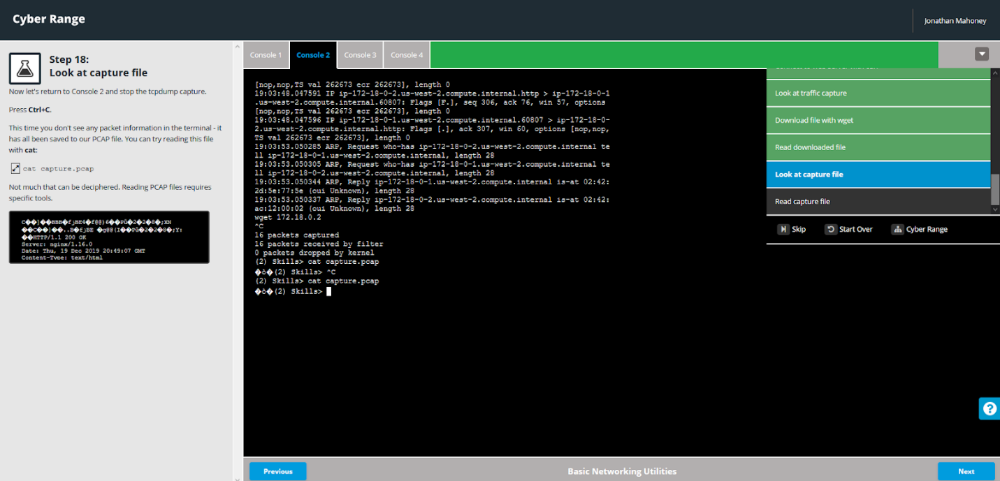 Cyber Range
Jonathan Mahoney
Step 18:
Look at capture file
Now let's return to Console 2 and stop the tcpdump capture.
Press Ctrl+C.
This time you don't see any packet information in the terminal - it
has all been saved to our PCAP file. You can try reading this file
with cat:
cat capture.pcap
Not much that can be deciphered. Reading PCAP files requires
specific tools.
HTTP/1.1 200 OK
Server: nginx/1.16.0
Date: Thu, 19 Dec 2019 20:49:07 GMT
Content-Type: text/html
Console 1
Console 2
Console 3
Console 4
[nop,nop,TS val 262673 ecr 262673], length 0
19:03:48.047591 IP ip-172-18-0-2.us-west-2.compute.internal.http > ip-172-18-0-1
.us-west-2.compute.internal.60807: Flags [F.], seq 306, ack 76, win 57, options
[nop,nop,TS val 262673 ecr 262673], length 0
19:03:48.047596 IP ip-172-18-0-1.us-west-2.compute.internal.60807 > ip-172-18-0-
2.us-west-2.compute.internal.http: Flags [.], ack 307, win 60, options [nop,nop,
TS val 262673 ecr 262673], length 0
19:03:53.050285 ARP, Request who-has ip-172-18-0-2.us-west-2.compute.internal te
ll ip-172-18-0-1.us-west-2.compute.internal, length 28
19:03:53.050305 ARP, Request who-has ip-172-18-0-1.us-west-2.compute.internal te
ll ip-172-18-0-2.us-west-2.compute.internal, length 28
19:03:53.050344 ARP, Reply ip-172-18-0-1.us-west-2.compute.internal is-at 02:42:
2d:5e:77:5e (oui Unknown), length 28
19:03:53.050337 ARP, Reply ip-172-18-0-2.us-west-2.compute.internal is-at 02:42:
ac:12:00:02 (oui Unknown), length 28
wget 172.18.0.2
^C
16 packets captured
16 packets received by filter
0 packets dropped by kernel
(2) Skills> cat capture.pcap
�ò�(2) Skills> ^C
(2) Skills> cat capture.pcap
�ò�(2) Skills>
Look at traffic capture
Download file with wget
Read downloaded file
Look at capture file
Read capture file
Skip
Start Over
Cyber Range
?
Previous
Basic Networking Utilities
Next